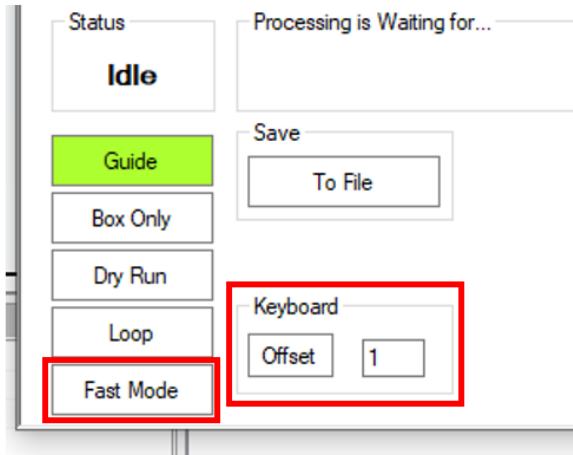 Status
Idle
Processing is Waiting for...
Guide
Box Only
Dry Run
Loop
Fast Mode
Save
To File
Keyboard
Offset 1